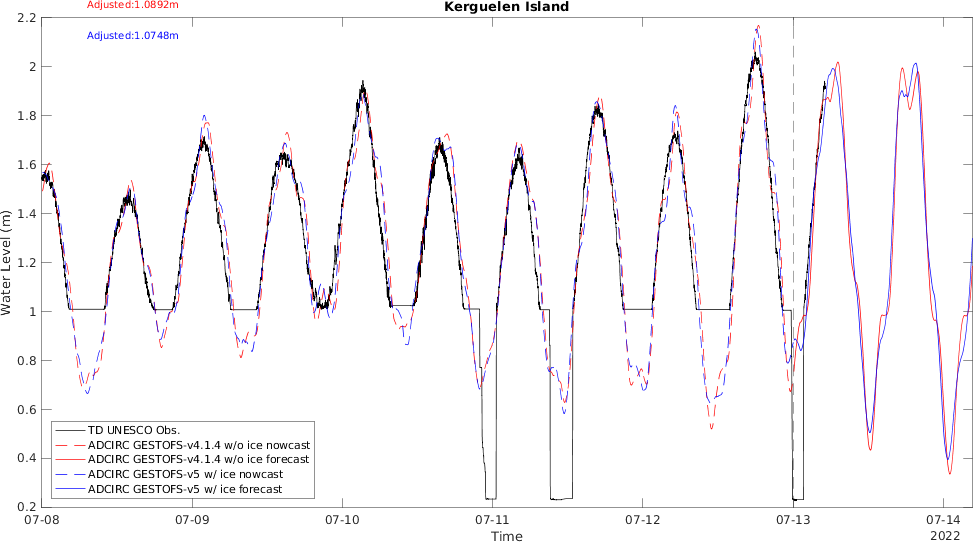 Adjusted:1.0892m
Kerguelen Island
Adjusted:1.0748m
Water Level (m)
2.2
2
1.8
1.6
1.4
1.2
1
0.8
0.6
0.4
0.2
TD UNESCO Obs.
ADCIRC GESTOFS-v4.1.4 w/o ice nowcast
ADCIRC GESTOFS-v4.1.4 w/o ice forecast
ADCIRC GESTOFS-v5 w/ ice nowcast
ADCIRC GESTOFS-v5 w/ ice forecast
07-08
07-09
07-10
07-11
07-12
07-13
07-14
Time
2022